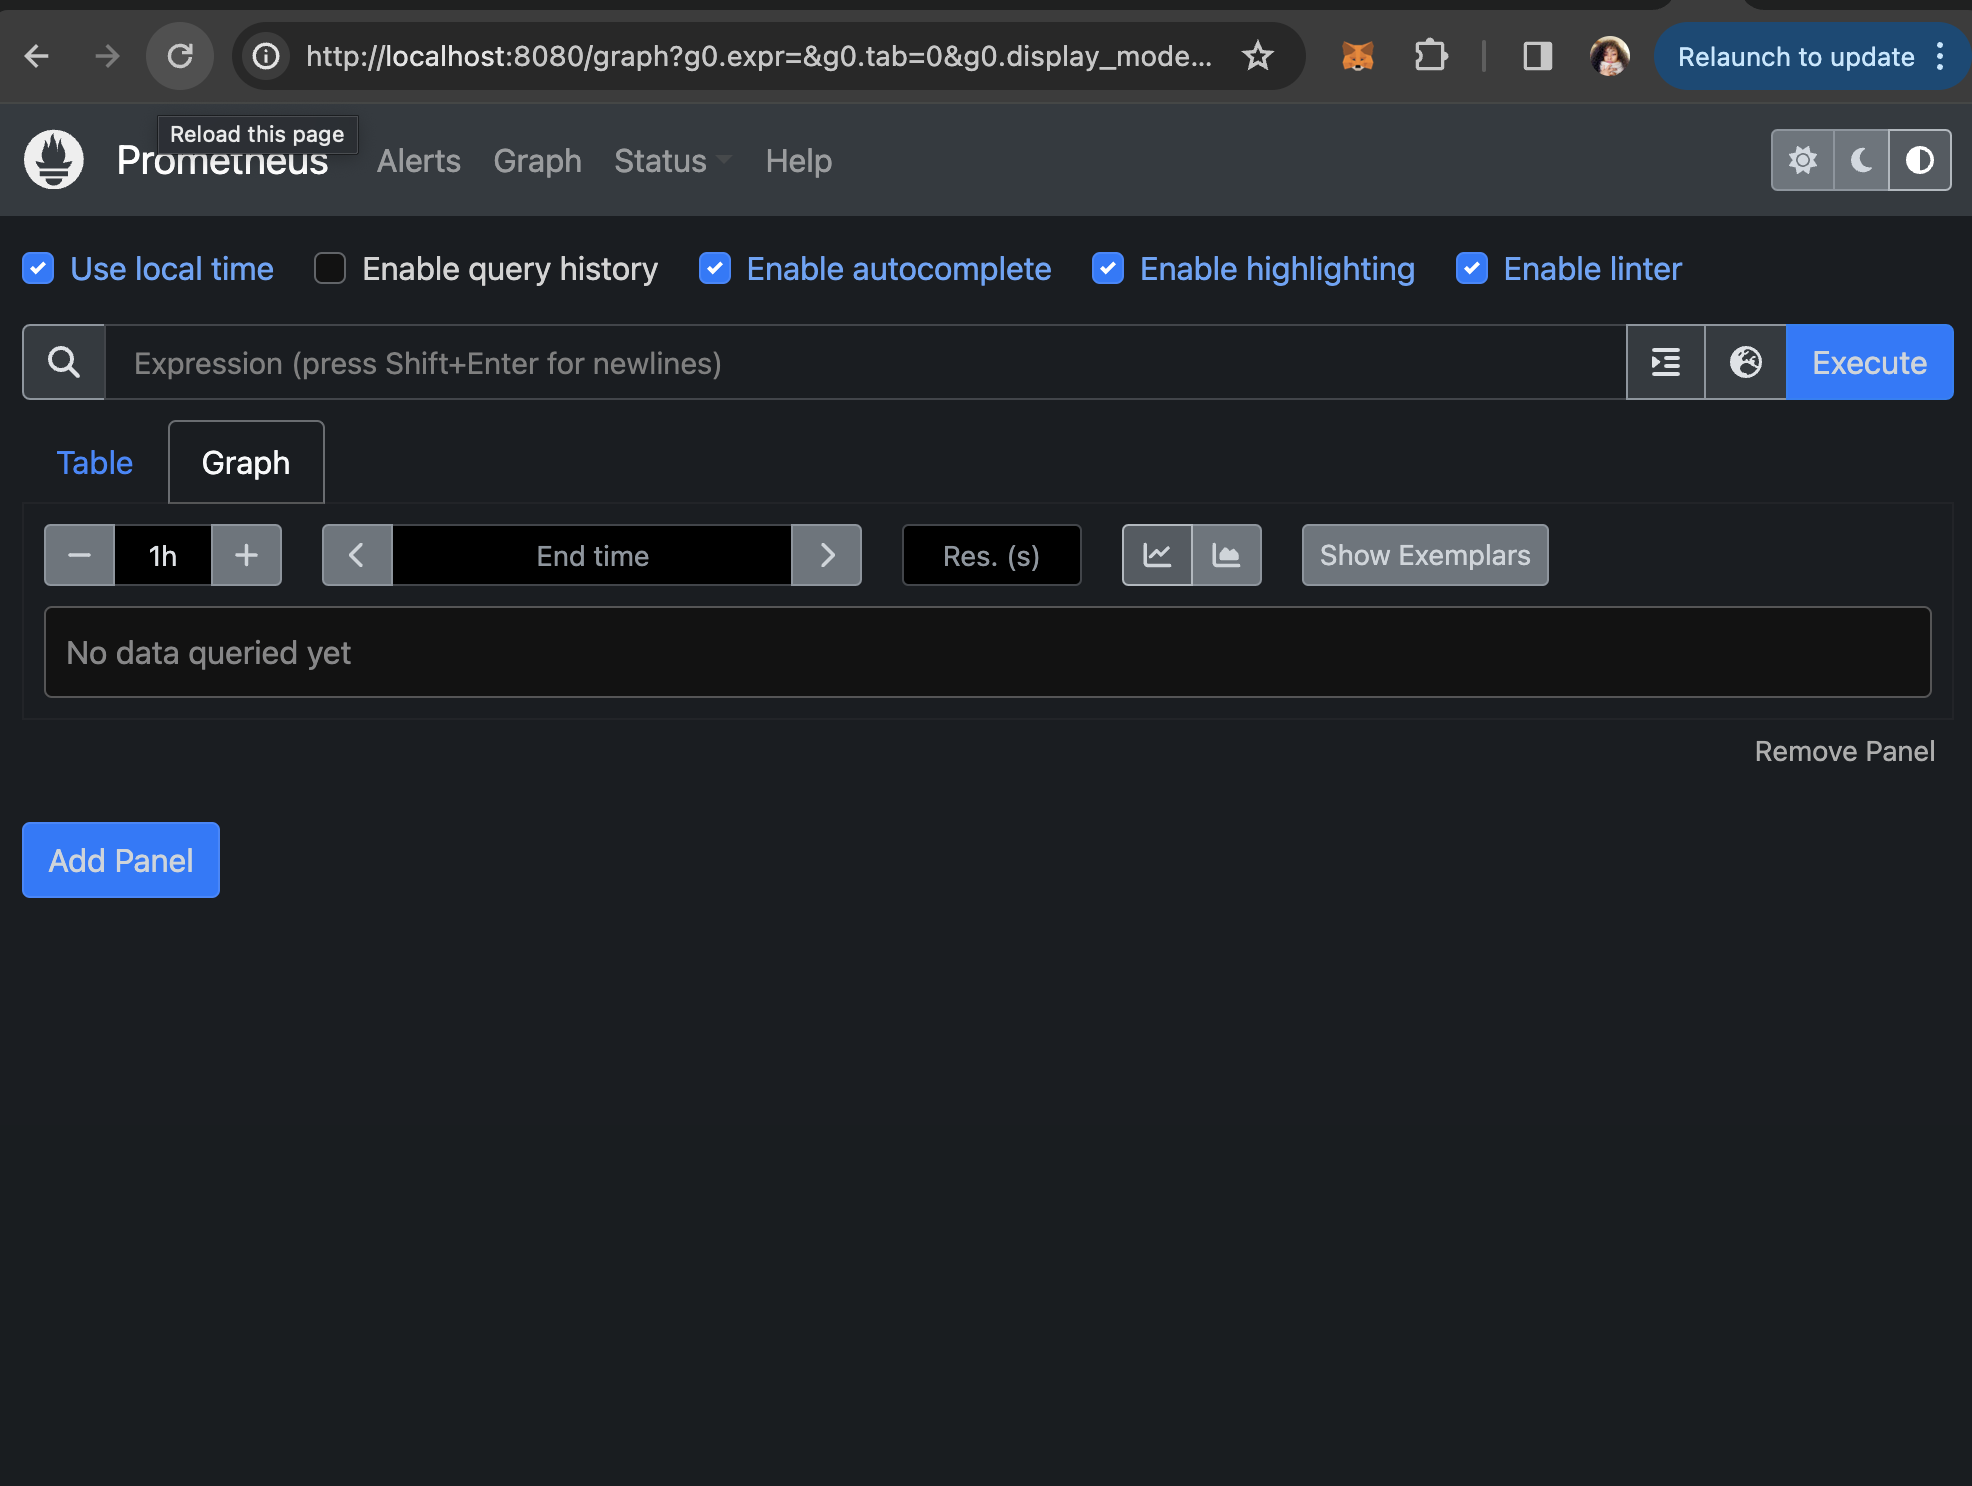 http://localhost:8080/graph?g0.expr=&g0.tab=0&g0.display_mode...
Relaunch to update
Reload this page
Prometheus
Alerts
Graph
Status
Help
Use local time
Enable query history
Enable autocomplete
Enable highlighting
Enable linter
Expression (press Shift+Enter for newlines)
Execute
Table
Graph
1h
End time
Res. (s)
Show Exemplars
No data queried yet
Remove Panel
Add Panel